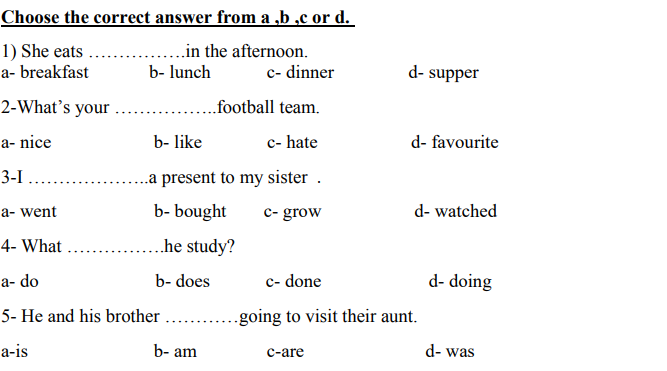 Choose the correct answer from a ,b ,c or d.
1) She eats ……………..in the afternoon.
a- breakfast b- lunch c- dinner d- supper
2-What’s your ……………..football team.
a- nice b- like c- hate d- favourite
3-I …………………..a present to my sister .
a- went b- bought c- grow d- watched
4- What …………….he study?
a- do b- does c- done d- doing
5- He and his brother ………….going to visit their aunt.
a-is b- am c-are d- was